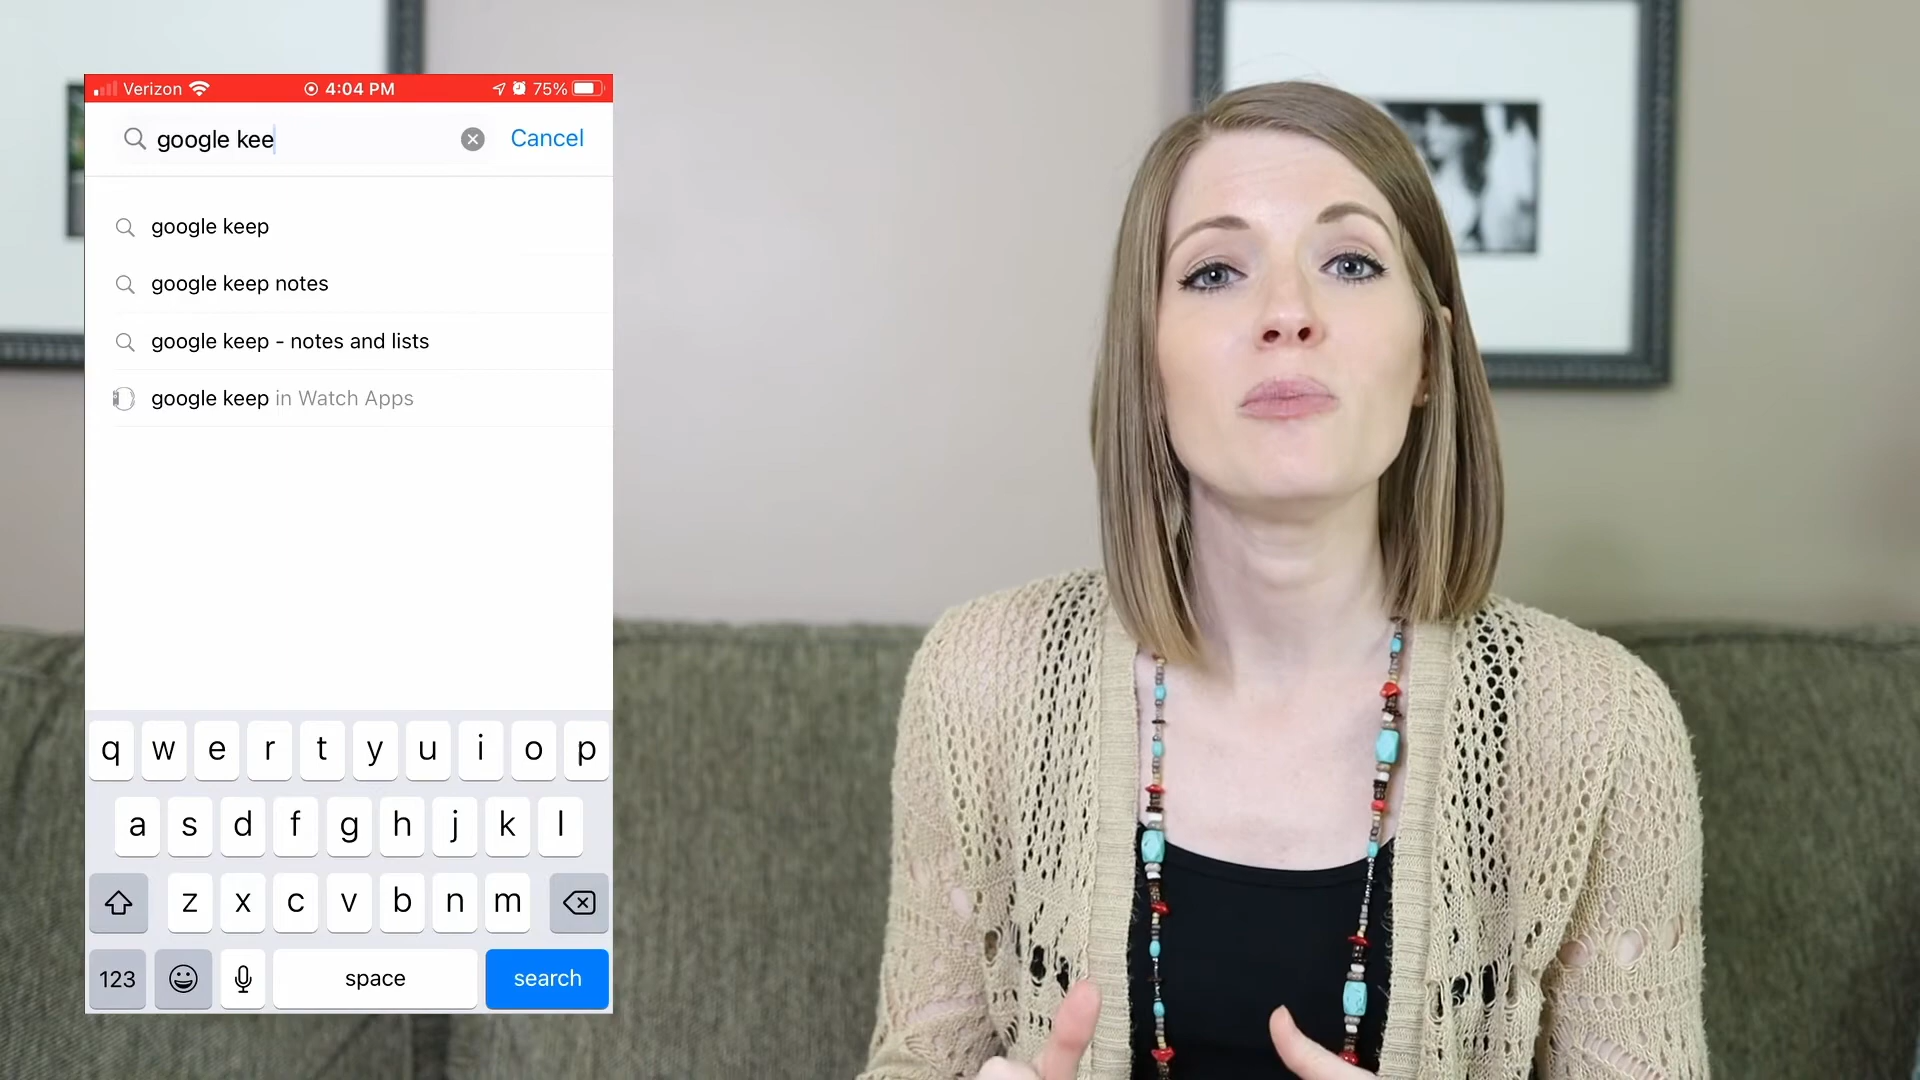 Verizon 4:04 PM 75%
google kee Cancel
google keep
google keep notes
google keep - notes and lists
google keep in Watch Apps
q w e r t y u i o p
a s d f g h j k l
z x c v b n m
123 space search